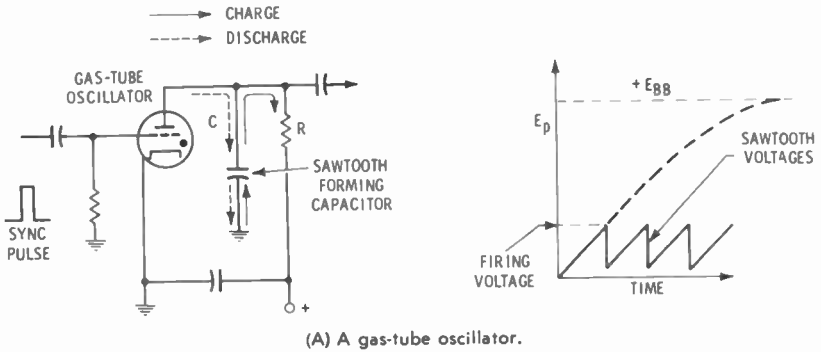 CHARGE
DISCHARGE
GAS-TUBE
OSCILLATOR
C
R
SAWTOOTH
FORMING
CAPACITOR
SYNC
PULSE
+
+ EBB
Ep
SAWTOOTH
VOLTAGES
FIRING
VOLTAGE
TIME
(A) A gas-tube oscillator.